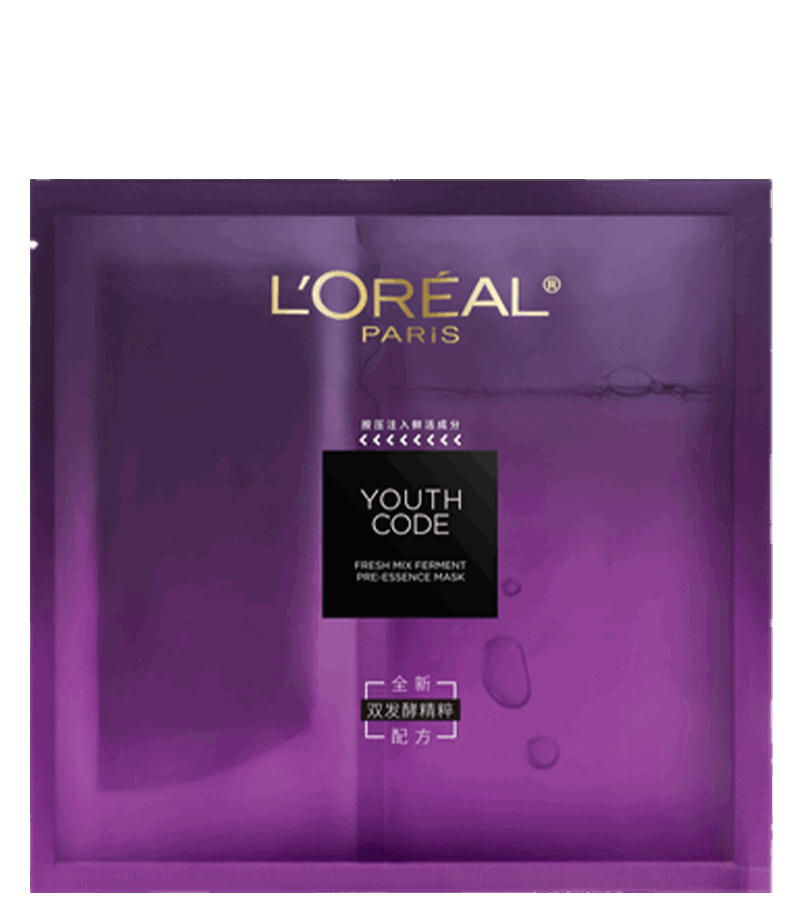 L'ORÉAL®
PARIS
按压注入鲜活成分
YOUTH
CODE
FRESH MIX FERMENT
PRE-ESSENCE MASK
全新
双发酵精粹
配方